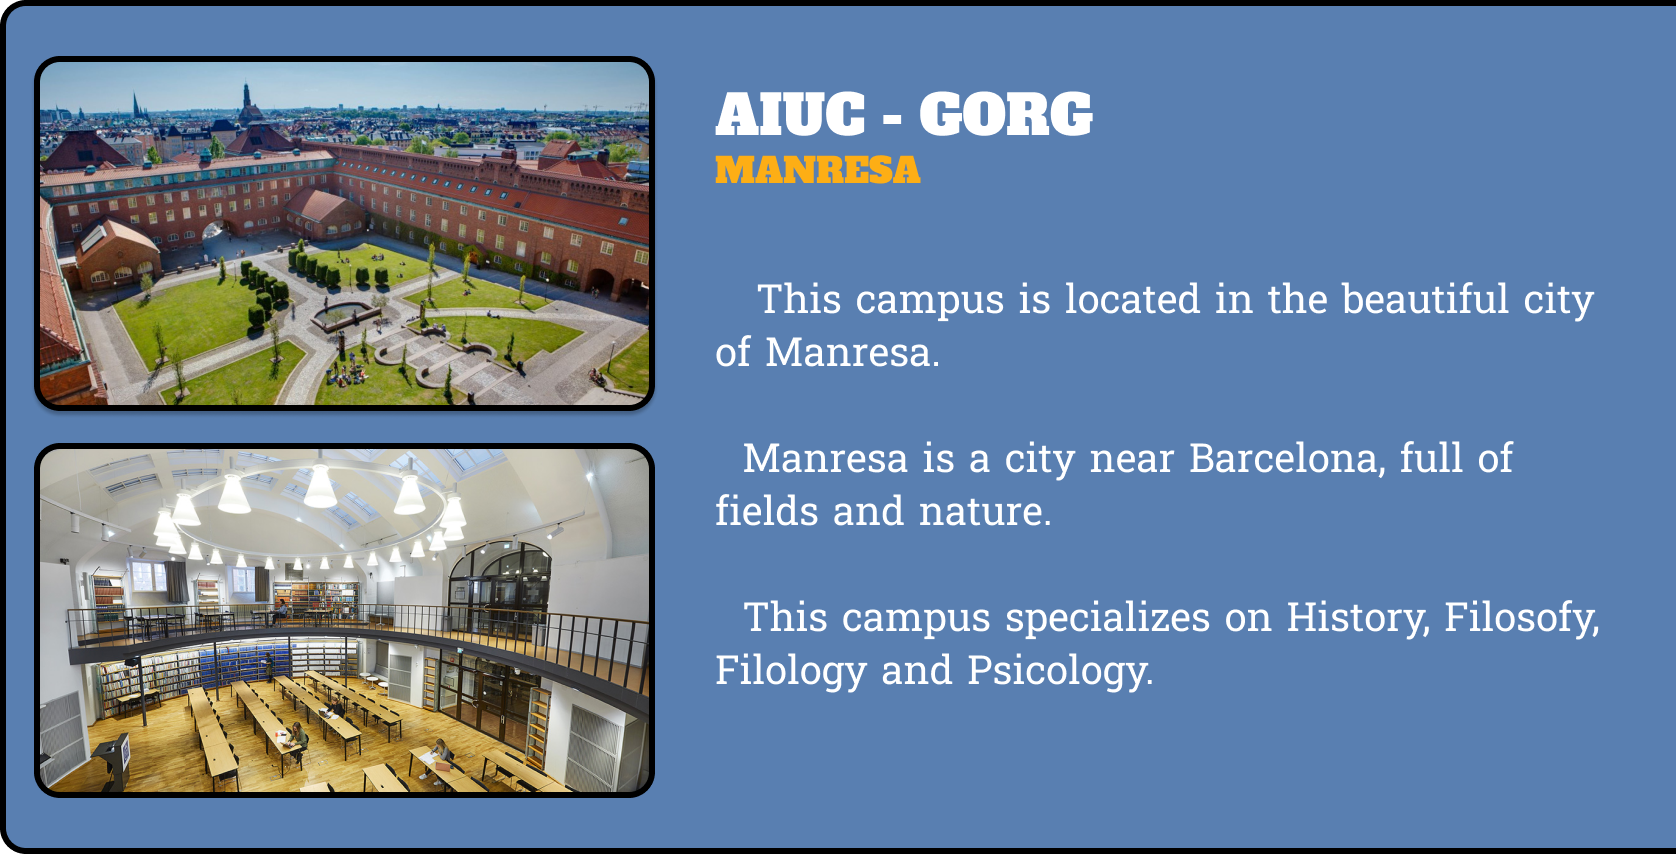 AIUC - GORG
MANRESA
This campus is located in the beautiful city
of Manresa.
Manresa is a city near Barcelona, full of
fields and nature.
This campus specializes on History, Filosofy,
Filology and Psicology.